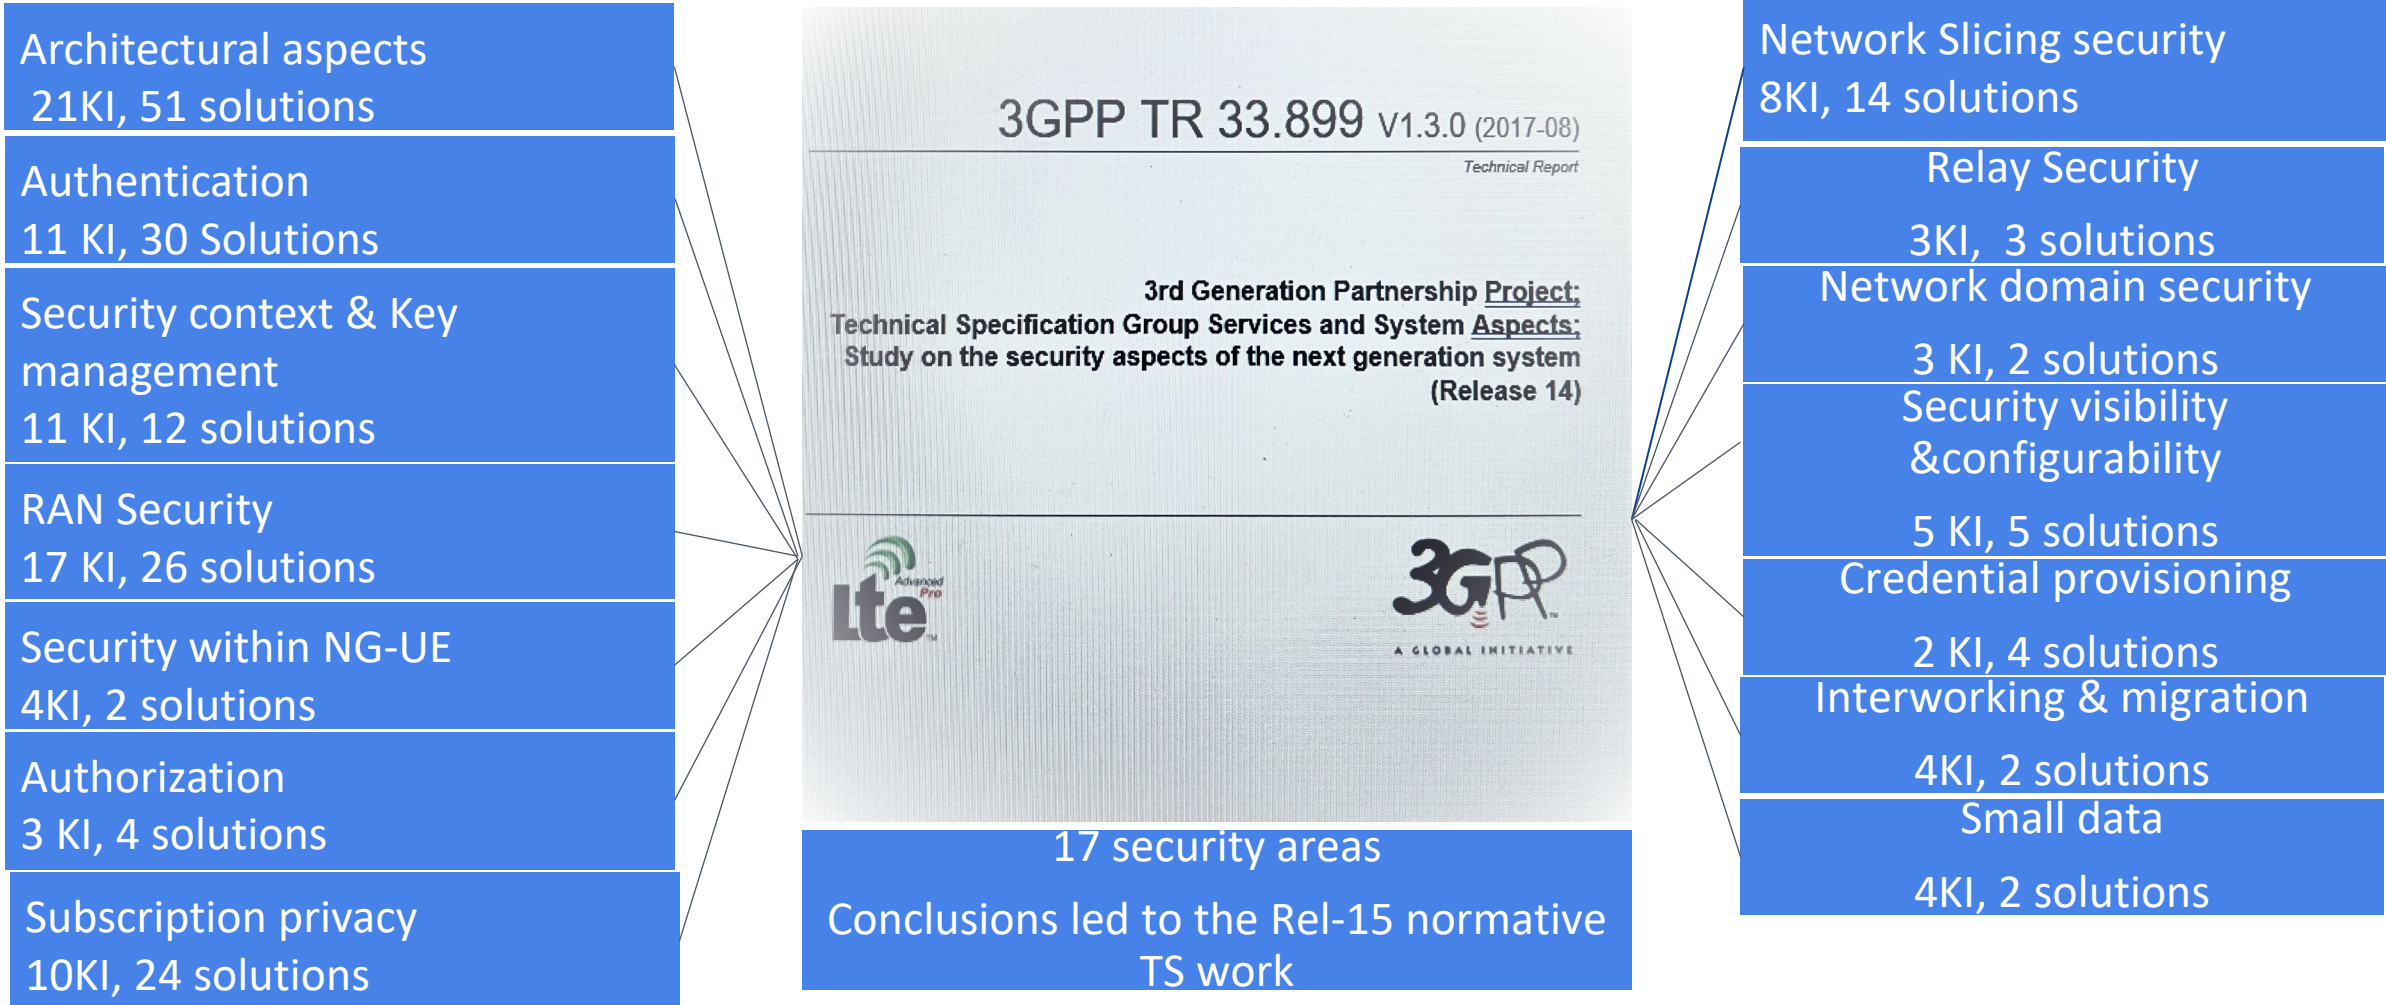 Architectural aspects
21KI, 51 solutions
Authentication
11 KI, 30 Solutions
Security context & Key
management
11 KI, 12 solutions
RAN Security
17 KI, 26 solutions
Security within NG-UE
4KI, 2 solutions
Authorization
3 KI, 4 solutions
Subscription privacy
10KI, 24 solutions
3GPP TR 33.899 V1.3.0 (2017-08)
Technical Report
3rd Generation Partnership Project;
Technical Specification Group Services and System Aspects;
Study on the security aspects of the next generation system
(Release 14)
Advanced
Pro
Lte
TM
3GPP
TM
A GLOBAL INITIATIVE
17 security areas
Conclusions led to the Rel-15 normative
TS work
Network Slicing security
8KI, 14 solutions
Relay Security
3KI, 3 solutions
Network domain security
3 KI, 2 solutions
Security visibility
&configurability
5 KI, 5 solutions
Credential provisioning
2 KI, 4 solutions
Interworking & migration
4KI, 2 solutions
Small data
4KI, 2 solutions